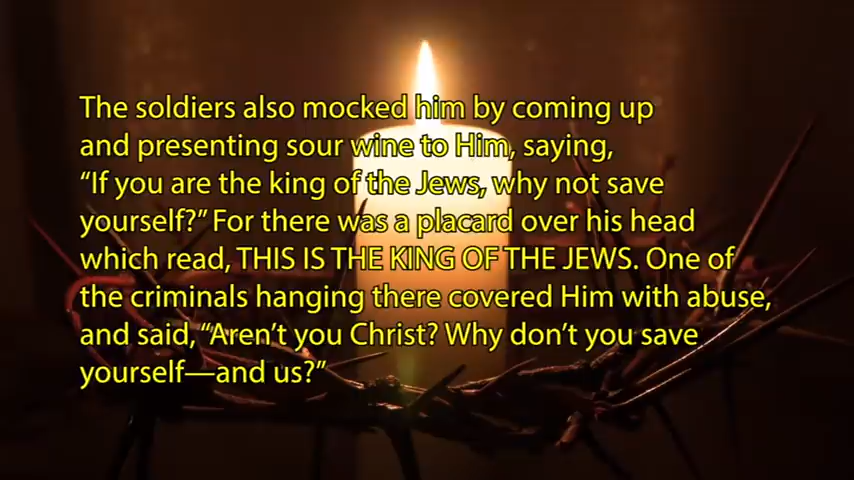 The soldiers also mocked him by coming up
and presenting sour wine to Him, saying,
“If you are the king of the Jews, why not save
yourself?” For there was a placard over his head
which read, THIS IS THE KING OF THE JEWS. One of
the criminals hanging there covered Him with abuse,
and said, “Aren’t you Christ? Why don’t you save
yourself—and us?”